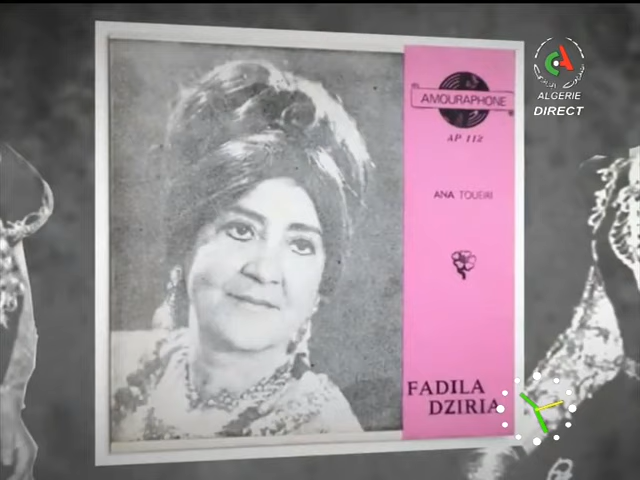 AMOURAPHONE
AP 112
ANA TOUEIRI
FADILA
DZIRIA
ALGERIE
DIRECT